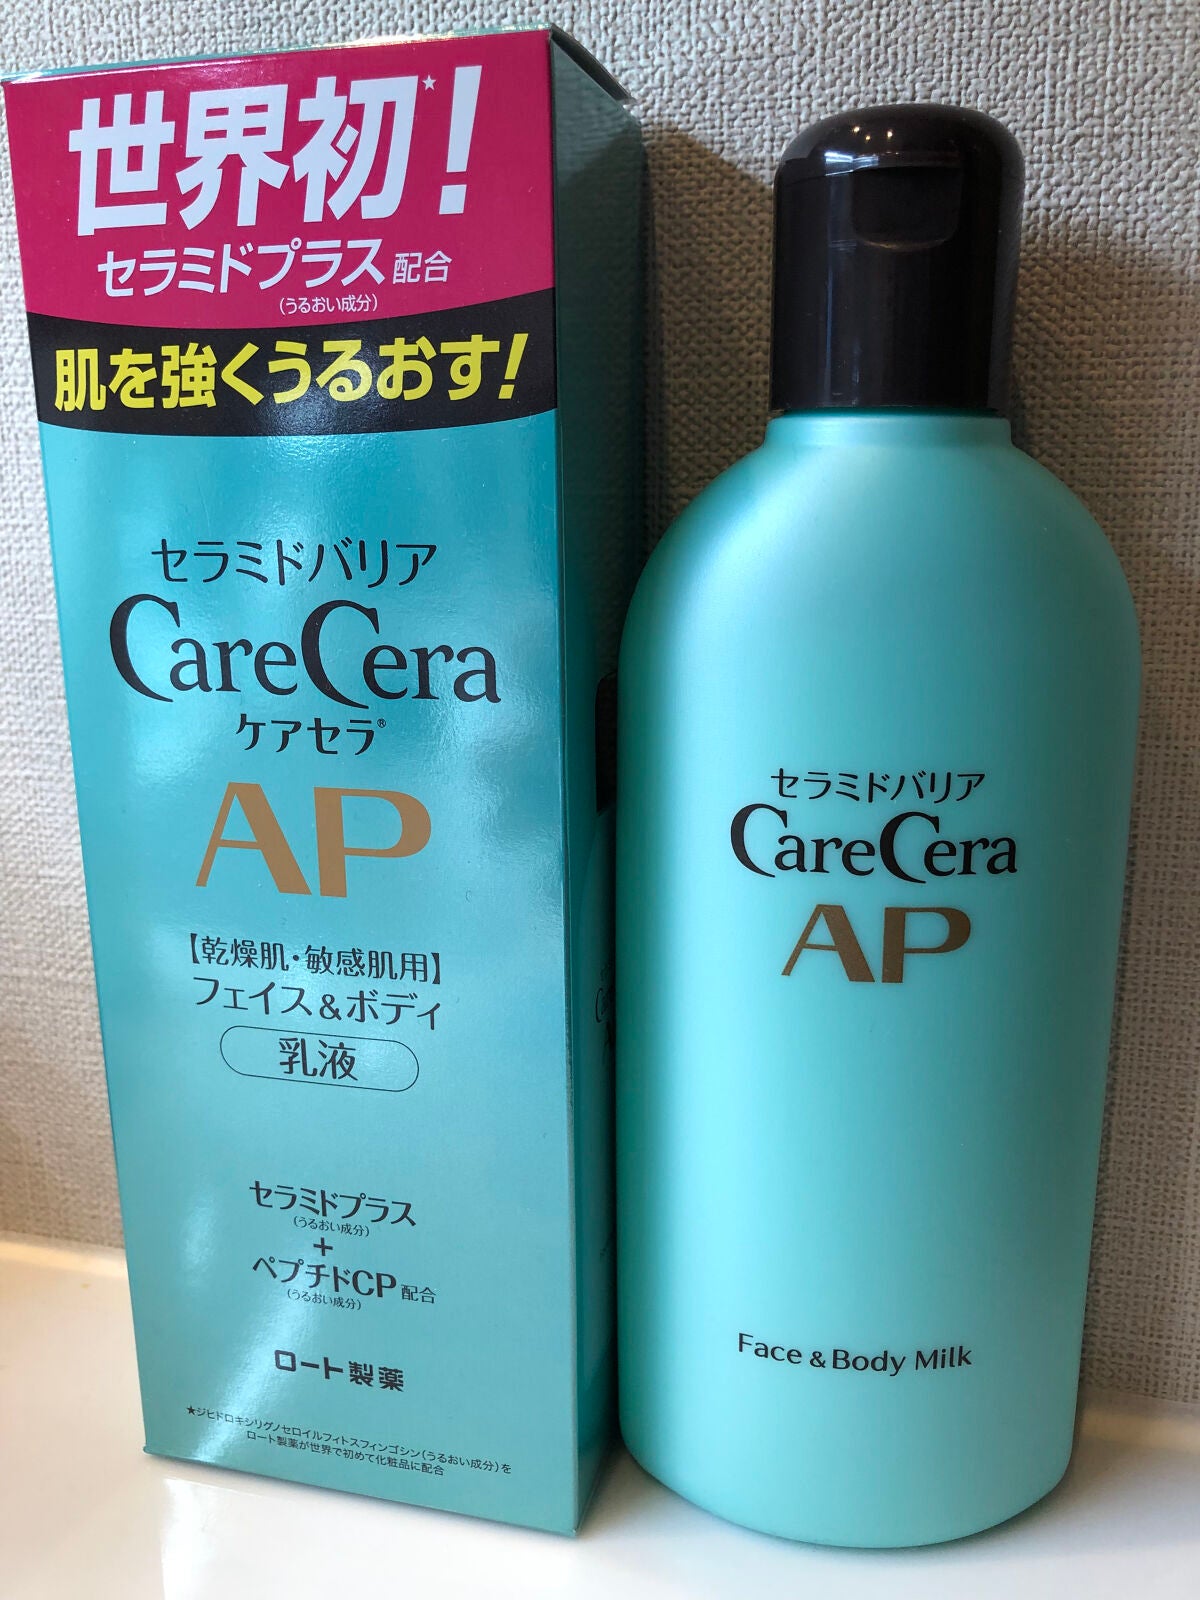 世界初★!
セラミドプラス配合
(うるおい成分)
肌を強くうるおす!
セラミドバリア
CareCera
ケアセラ®
AP
【乾燥肌・敏感肌用】
フェイス&ボディ
乳液
セラミドプラス
(うるおい成分)
+
ペプチドCP配合
(うるおい成分)
ロート製薬
★ジヒドロキシリグノセロイルフィトスフィンゴシン(うるおい成分)を
ロート製薬が世界で初めて化粧品に配合
セラミドバリア
CareCera
AP
Face & Body Milk